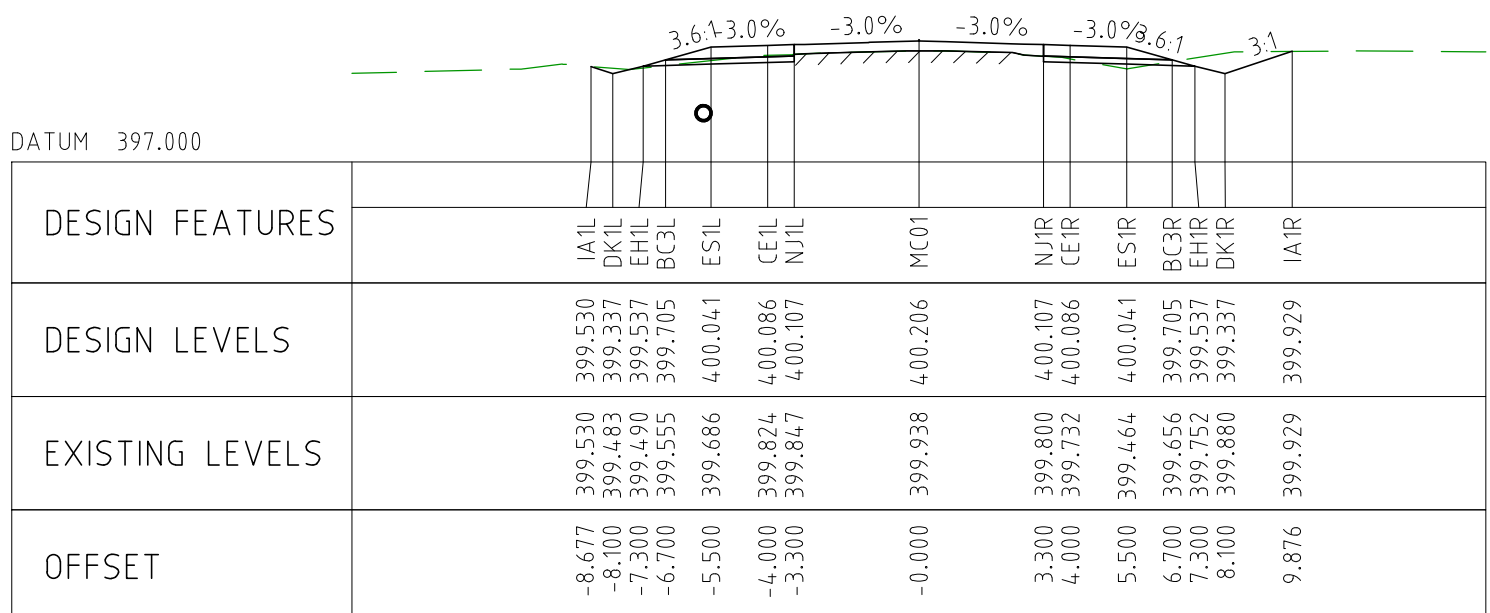 3.6:1
-3.0%
-3.0%
-3.0%
-3.0%
3.6:1
3:1
DATUM 397.000
DESIGN FEATURES
IA1L DK1L EH1L BC3L ES1L CE1L NJ1L MC01 NJ1R CE1R ES1R BC3R EH1R DK1R IA1R
DESIGN LEVELS
399.530 399.337 399.537 399.705 400.041 400.086 400.107 400.206 400.107 400.086 400.041 399.705 399.537 399.337 399.929
EXISTING LEVELS
399.530 399.483 399.490 399.555 399.686 399.824 399.847 399.938 399.800 399.732 399.464 399.656 399.752 399.880 399.929
OFFSET
-8.677 -8.100 -7.300 -6.700 -5.500 -4.000 -3.300 -0.000 3.300 4.000 5.500 6.700 7.300 8.100 9.876